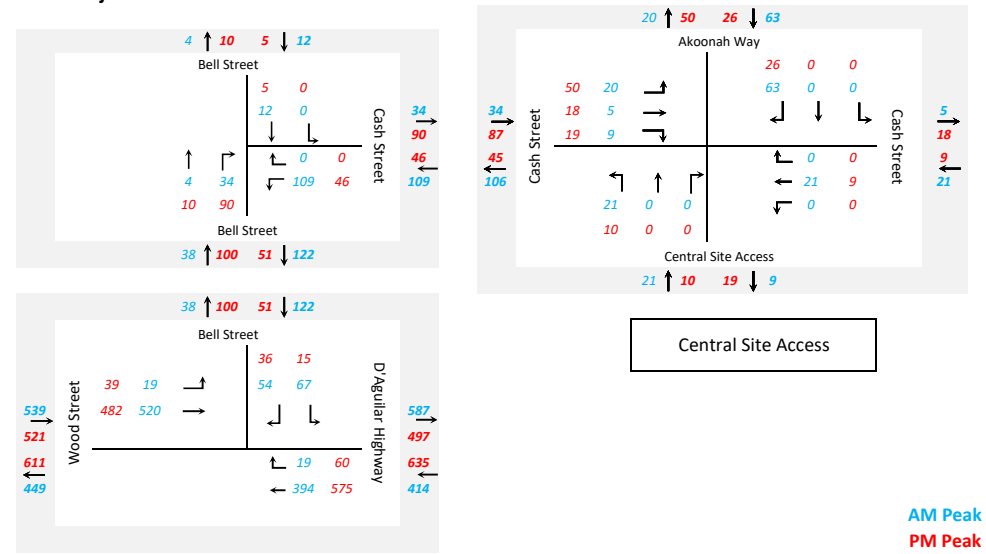 4 10 5 12
Bell Street
5 0
12 0
34
90
46
109
Cash Street
0 0
4 34 109 46
10 90
Bell Street
38 100 51 122
20 50 26 63
Akoonah Way
26 0 0
50 20 63 0 0
34 18 5 5
87 19 9 18
Cash Street
Cash Street
45 0 0 9
106 21 0 0 21 9 21
10 0 0 0 0
Central Site Access
21 10 19 9
Central Site Access
38 100 51 122
Bell Street
36 15
39 19 54 67
482 520
539 587
521 497
Wood Street
D'Aguilar Highway
611 19 60 635
449 394 575 414
AM Peak
PM Peak